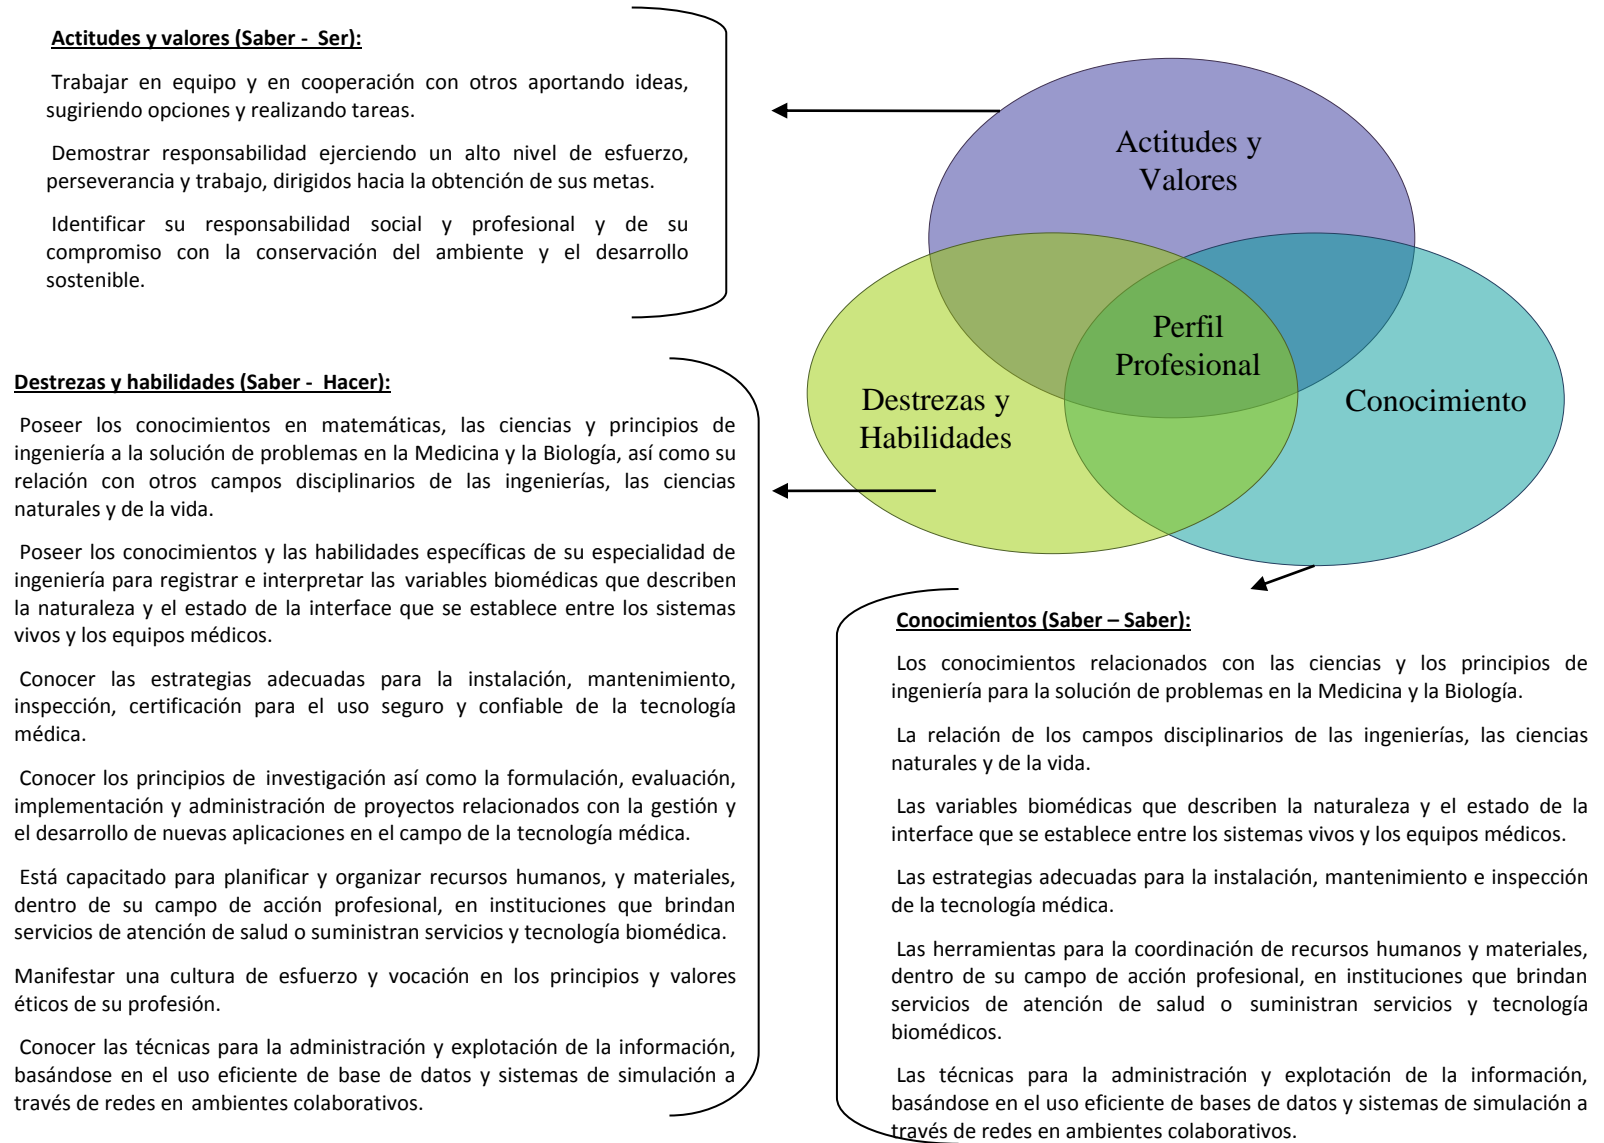 Actitudes y valores (Saber - Ser):
Trabajar en equipo y en cooperación con otros aportando ideas,
sugiriendo opciones y realizando tareas.
Demostrar responsabilidad ejerciendo un alto nivel de esfuerzo,
perseverancia y trabajo, dirigidos hacia la obtención de sus metas.
Identificar su responsabilidad social y profesional y de su
compromiso con la conservación del ambiente y el desarrollo
sostenible.
Actitudes y
Valores
Perfil
Profesional
Destrezas y
Habilidades
Conocimiento
Destrezas y habilidades (Saber - Hacer):
Poseer los conocimientos en matemáticas, las ciencias y principios de
ingeniería a la solución de problemas en la Medicina y la Biología, así como su
relación con otros campos disciplinarios de las ingenierías, las ciencias
naturales y de la vida.
Poseer los conocimientos y las habilidades específicas de su especialidad de
ingeniería para registrar e interpretar las variables biomédicas que describen
la naturaleza y el estado de la interface que se establece entre los sistemas
vivos y los equipos médicos.
Conocer las estrategias adecuadas para la instalación, mantenimiento,
inspección, certificación para el uso seguro y confiable de la tecnología
médica.
Conocer los principios de investigación así como la formulación, evaluación,
implementación y administración de proyectos relacionados con la gestión y
el desarrollo de nuevas aplicaciones en el campo de la tecnología médica.
Está capacitado para planificar y organizar recursos humanos, y materiales,
dentro de su campo de acción profesional, en instituciones que brindan
servicios de atención de salud o suministran servicios y tecnología biomédica.
Manifestar una cultura de esfuerzo y vocación en los principios y valores
éticos de su profesión.
Conocer las técnicas para la administración y explotación de la información,
basándose en el uso eficiente de base de datos y sistemas de simulación a
través de redes en ambientes colaborativos.
Conocimientos (Saber – Saber):
Los conocimientos relacionados con las ciencias y los principios de
ingeniería para la solución de problemas en la Medicina y la Biología.
La relación de los campos disciplinarios de las ingenierías, las ciencias
naturales y de la vida.
Las variables biomédicas que describen la naturaleza y el estado de la
interface que se establece entre los sistemas vivos y los equipos médicos.
Las estrategias adecuadas para la instalación, mantenimiento e inspección
de la tecnología médica.
Las herramientas para la coordinación de recursos humanos y materiales,
dentro de su campo de acción profesional, en instituciones que brindan
servicios de atención de salud o suministran servicios y tecnología
biomédicos.
Las técnicas para la administración y explotación de la información,
basándose en el uso eficiente de bases de datos y sistemas de simulación a
través de redes en ambientes colaborativos.